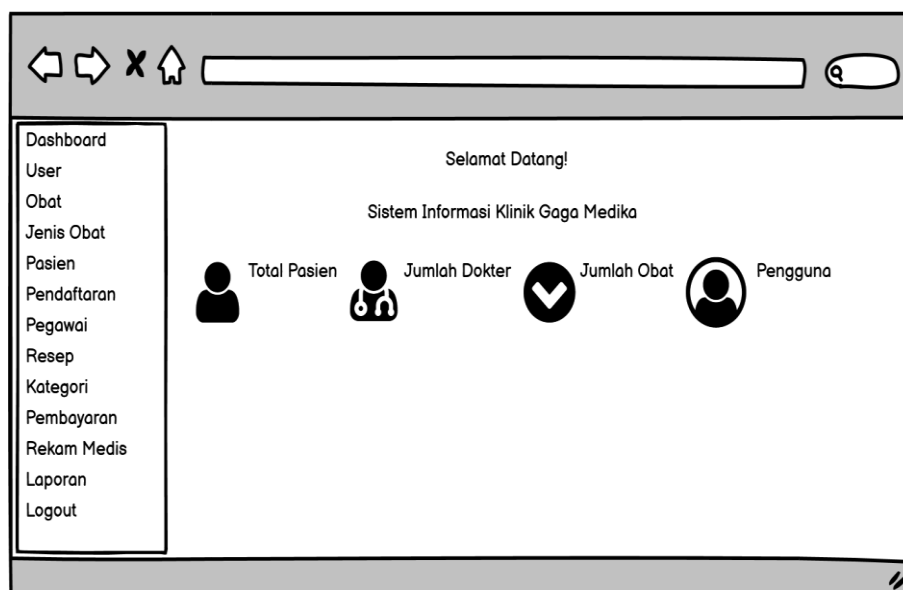 Dashboard
User
Obat
Jenis Obat
Pasien
Pendaftaran
Pegawai
Resep
Kategori
Pembayaran
Rekam Medis
Laporan
Logout
Selamat Datang!
Sistem Informasi Klinik Gaga Medika
Total Pasien
Jumlah Dokter
Jumlah Obat
Pengguna